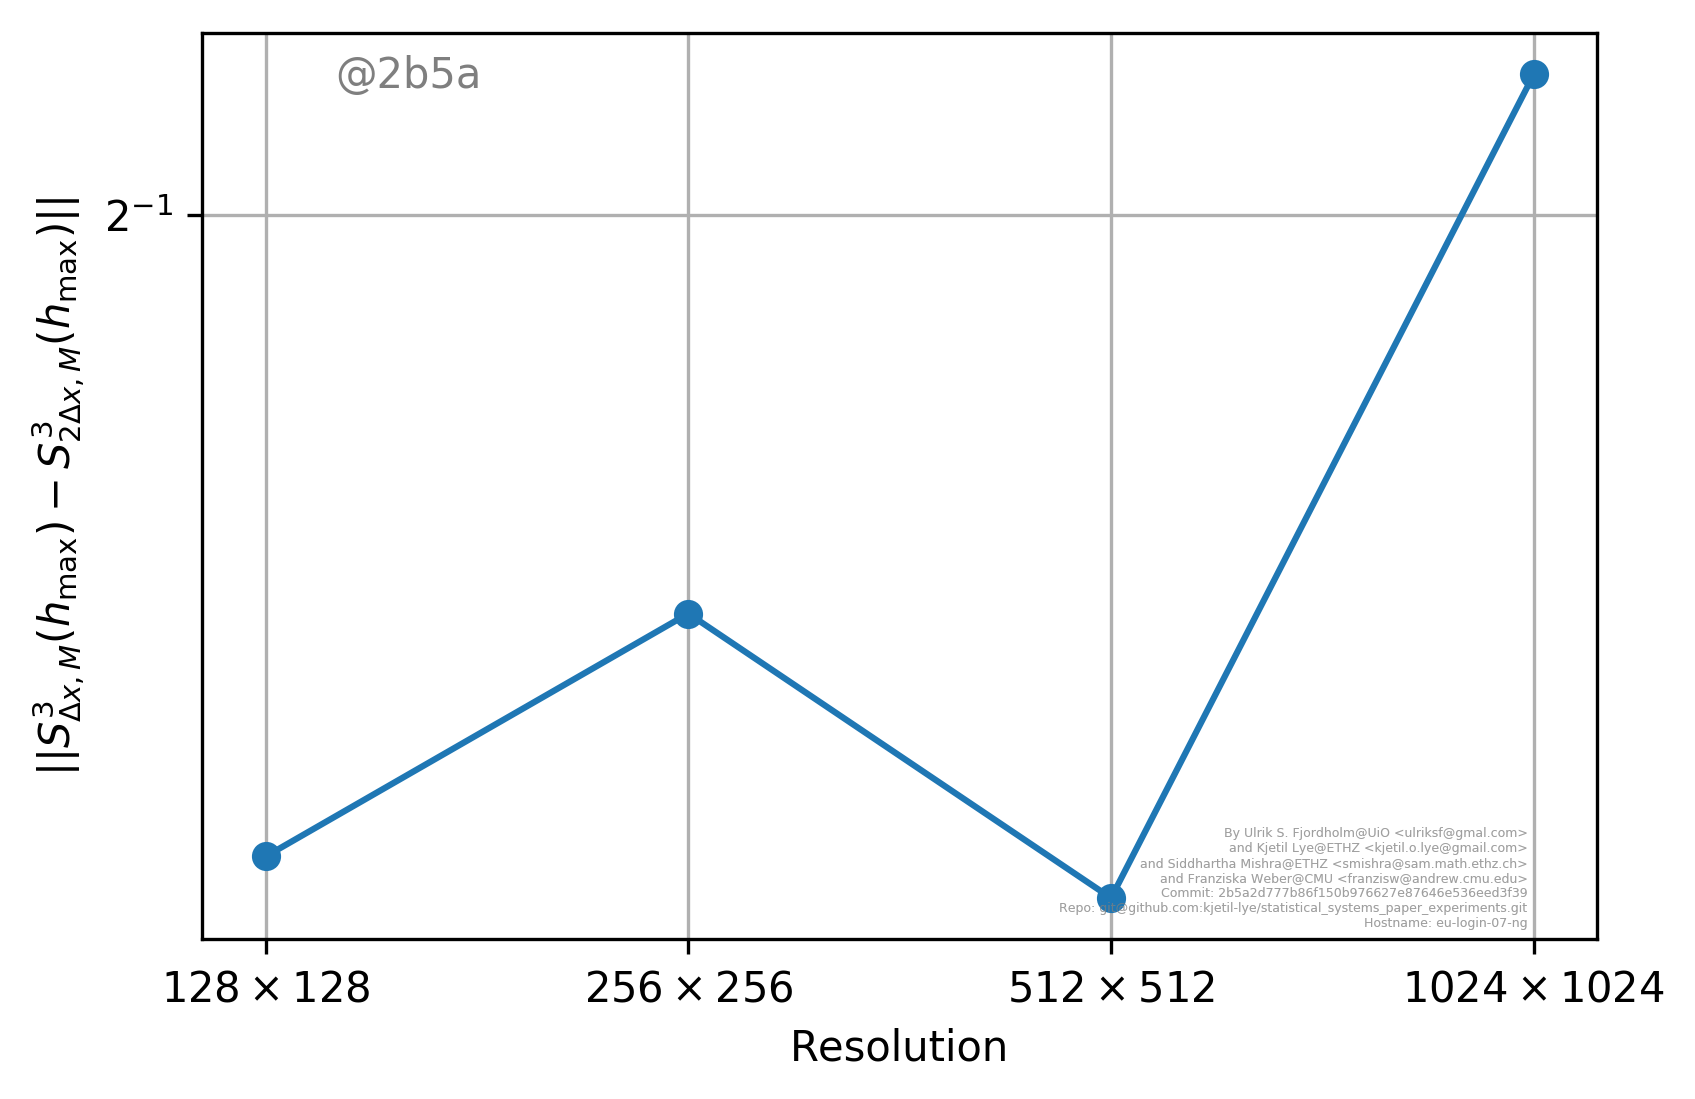 @2b5a
2⁻¹
||S³_{Δx, M}(h_max) − S³_{2Δx, M}(h_max)||
By Ulrik S. Fjordholm@UiO <ulriksf@gmal.com>
and Kjetil Lye@ETHZ <kjetil.o.lye@gmail.com>
and Siddhartha Mishra@ETHZ <smishra@sam.math.ethz.ch>
and Franziska Weber@CMU <franzisw@andrew.cmu.edu>
Commit: 2b5a2d777b86f150b976627e87646e536eed3f39
Repo: git@github.com:kjetil-lye/statistical_systems_paper_experiments.git
Hostname: eu-login-07-ng
128 × 128 256 × 256 512 × 512 1024 × 1024
Resolution